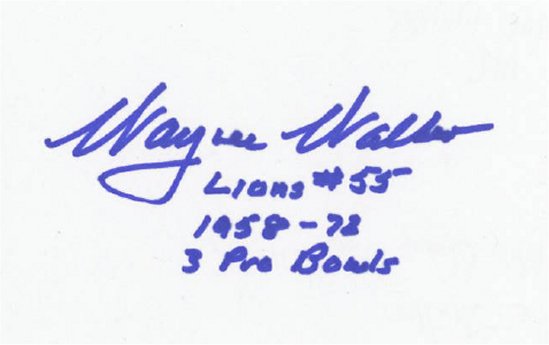 Wayne Walker
Lions #55
1958-72
3 Pro Bowls